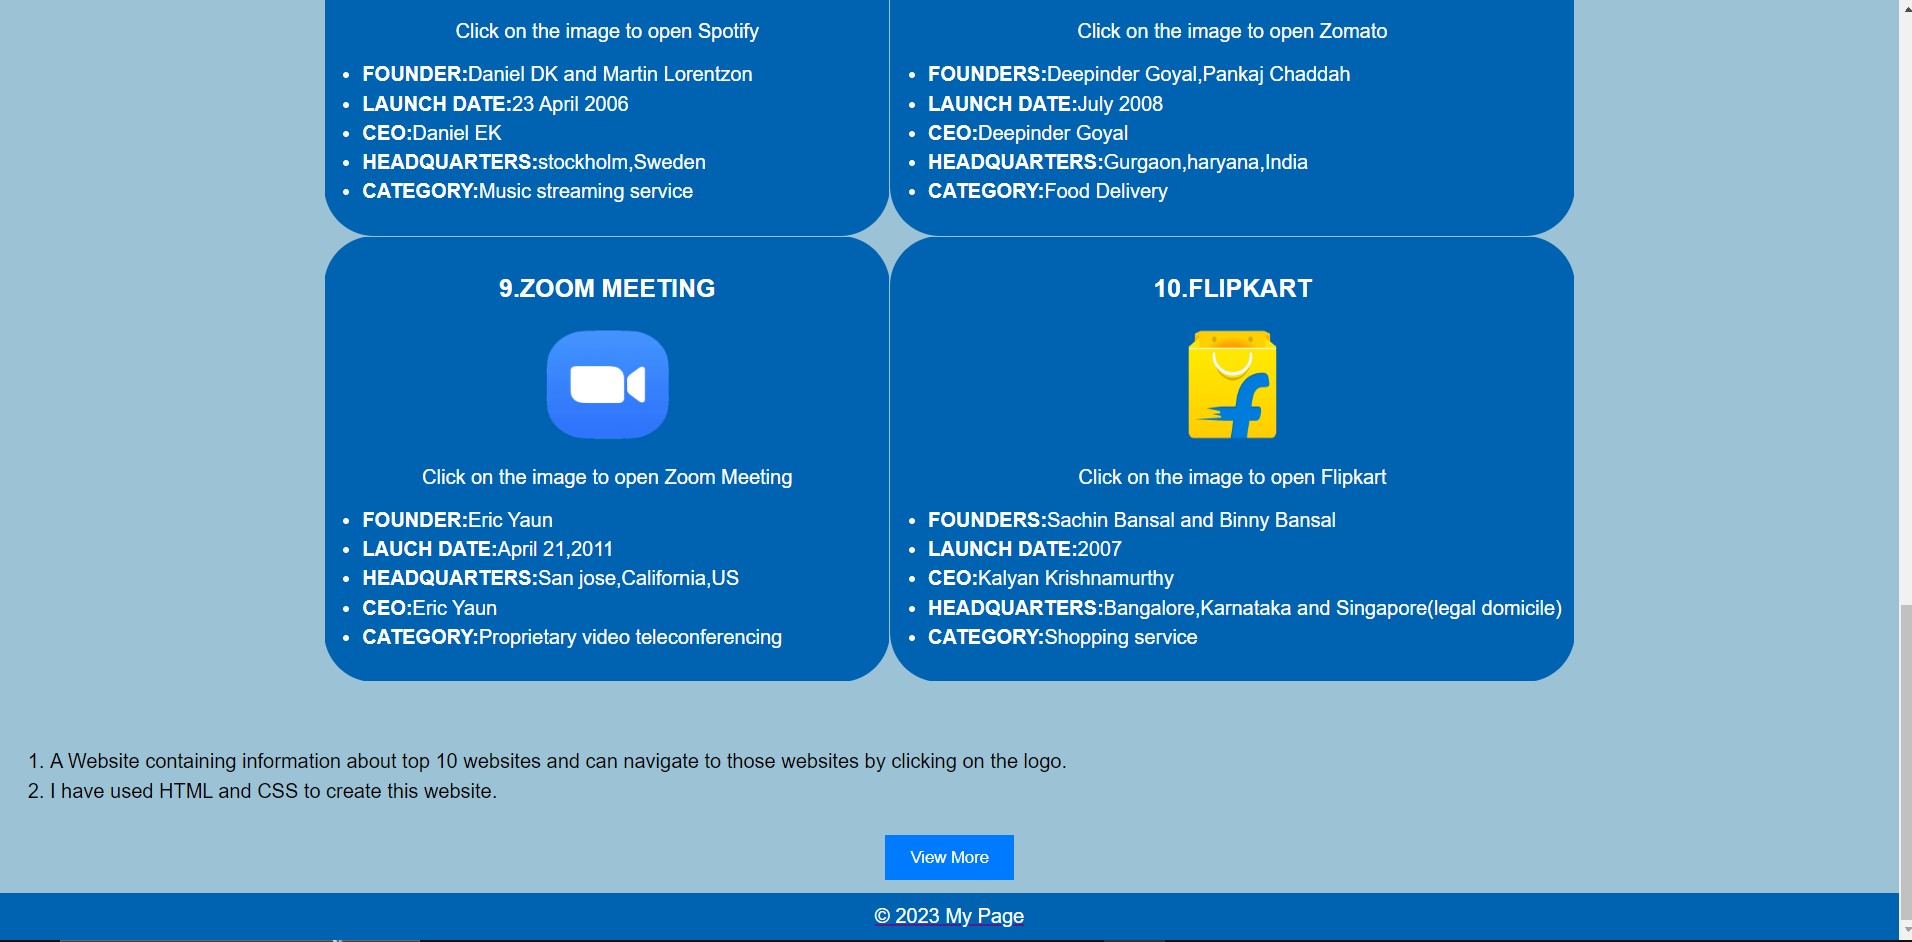 Click on the image to open Spotify
• FOUNDER:Daniel DK and Martin Lorentzon
• LAUNCH DATE:23 April 2006
• CEO:Daniel EK
• HEADQUARTERS:stockholm,Sweden
• CATEGORY:Music streaming service
Click on the image to open Zomato
• FOUNDERS:Deepinder Goyal,Pankaj Chaddah
• LAUNCH DATE:July 2008
• CEO:Deepinder Goyal
• HEADQUARTERS:Gurgaon,haryana,India
• CATEGORY:Food Delivery
9.ZOOM MEETING
Click on the image to open Zoom Meeting
• FOUNDER:Eric Yaun
• LAUCH DATE:April 21,2011
• HEADQUARTERS:San jose,California,US
• CEO:Eric Yaun
• CATEGORY:Proprietary video teleconferencing
10.FLIPKART
f
Click on the image to open Flipkart
• FOUNDERS:Sachin Bansal and Binny Bansal
• LAUNCH DATE:2007
• CEO:Kalyan Krishnamurthy
• HEADQUARTERS:Bangalore,Karnataka and Singapore(legal domicile)
• CATEGORY:Shopping service
1. A Website containing information about top 10 websites and can navigate to those websites by clicking on the logo.
2. I have used HTML and CSS to create this website.
View More
© 2023 My Page